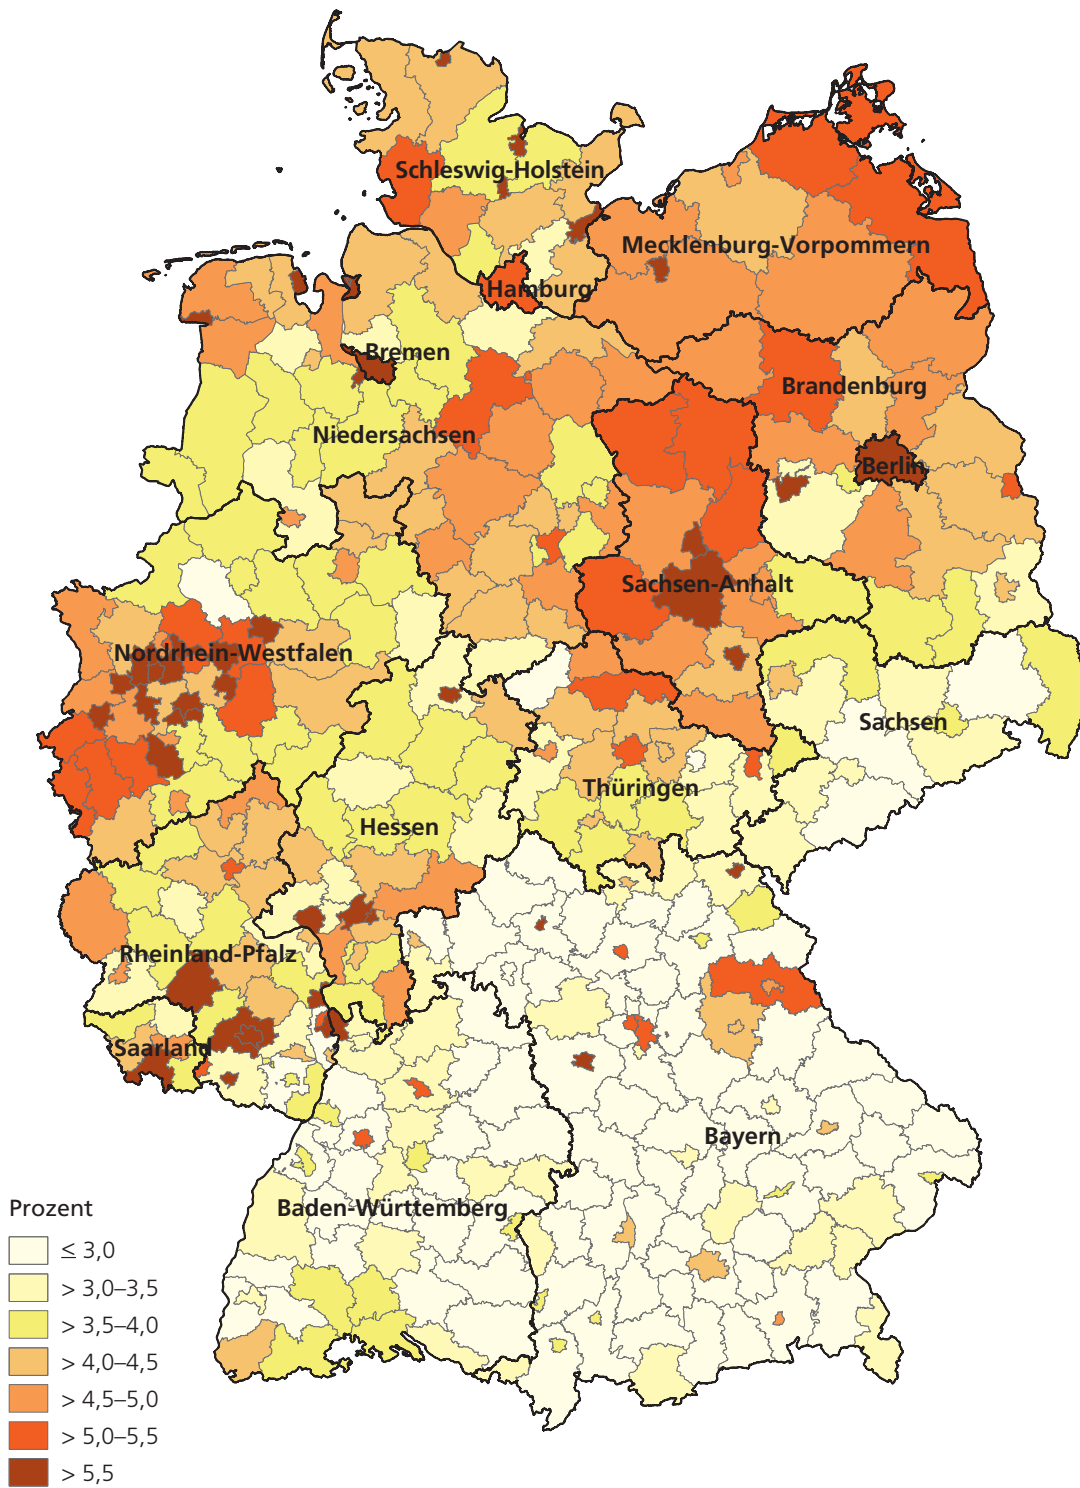 Schleswig-Holstein
Mecklenburg-Vorpommern
Hamburg
Bremen
Brandenburg
Niedersachsen
Berlin
Sachsen-Anhalt
Nordrhein-Westfalen
Sachsen
Thüringen
Hessen
Rheinland-Pfalz
Saarland
Bayern
Baden-Württemberg
Prozent
≤ 3,0
> 3,0–3,5
> 3,5–4,0
> 4,0–4,5
> 4,5–5,0
> 5,0–5,5
> 5,5